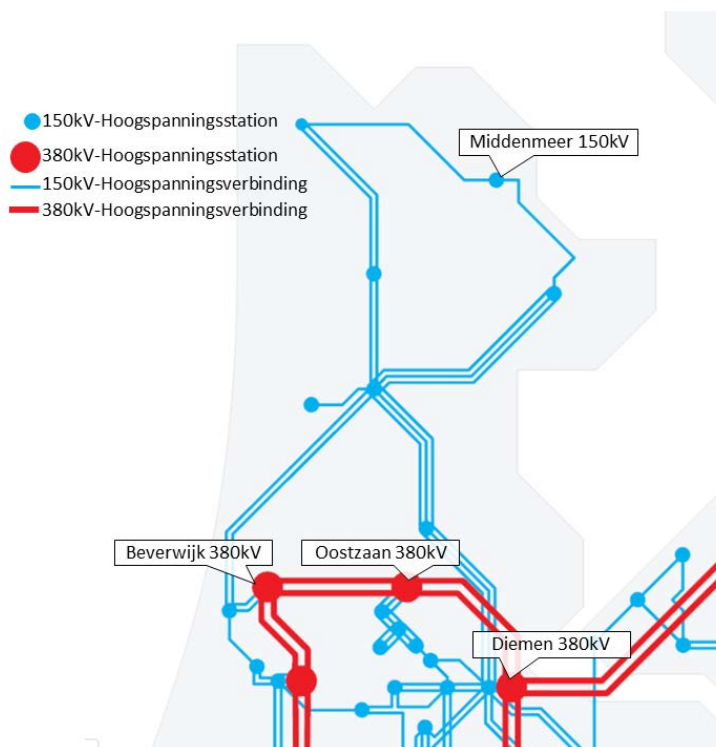 150kV-Hoogspanningsstation
380kV-Hoogspanningsstation
150kV-Hoogspanningsverbinding
380kV-Hoogspanningsverbinding
Middenmeer 150kV
Beverwijk 380kV
Oostzaan 380kV
Diemen 380kV